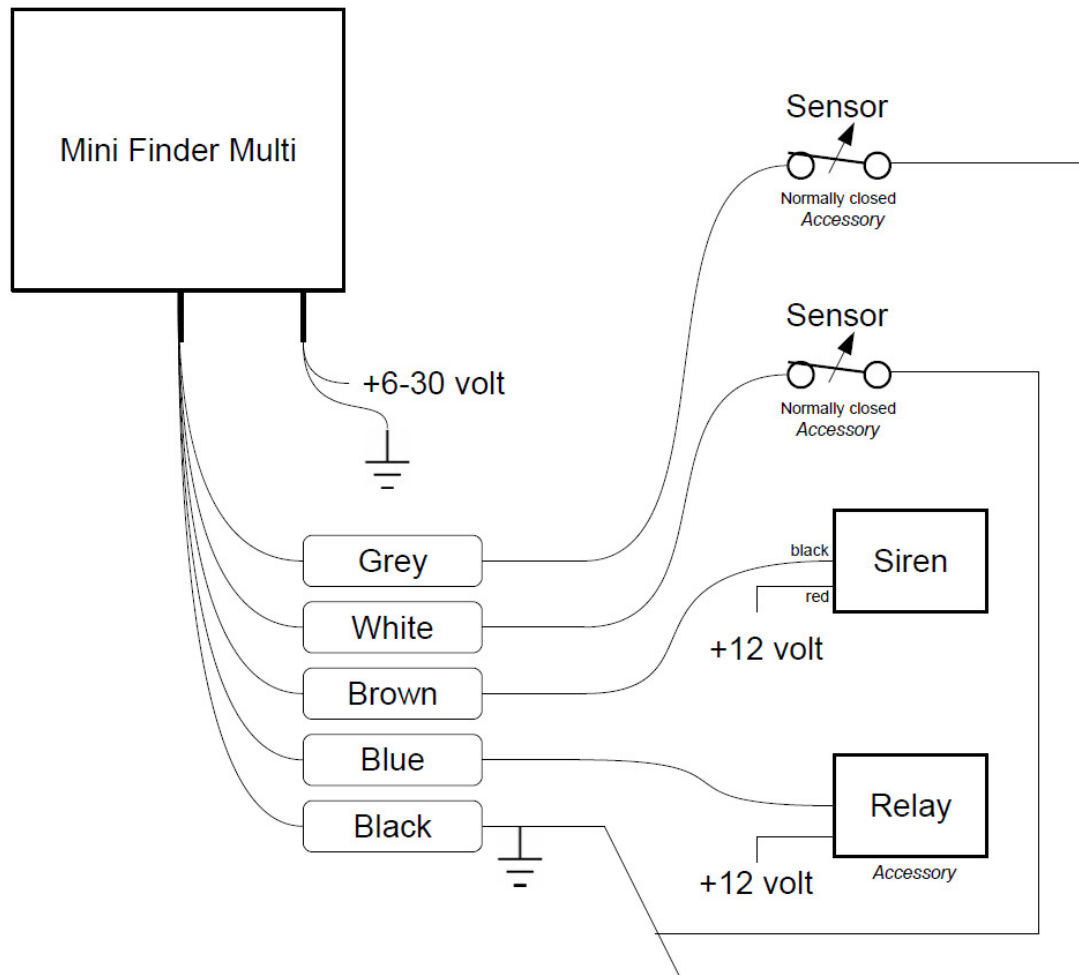 Mini Finder Multi
Sensor
Normally closed
Accessory
Sensor
Normally closed
Accessory
+6-30 volt
Grey
White
Brown
Blue
Black
black
red
Siren
+12 volt
Relay
+12 volt
Accessory